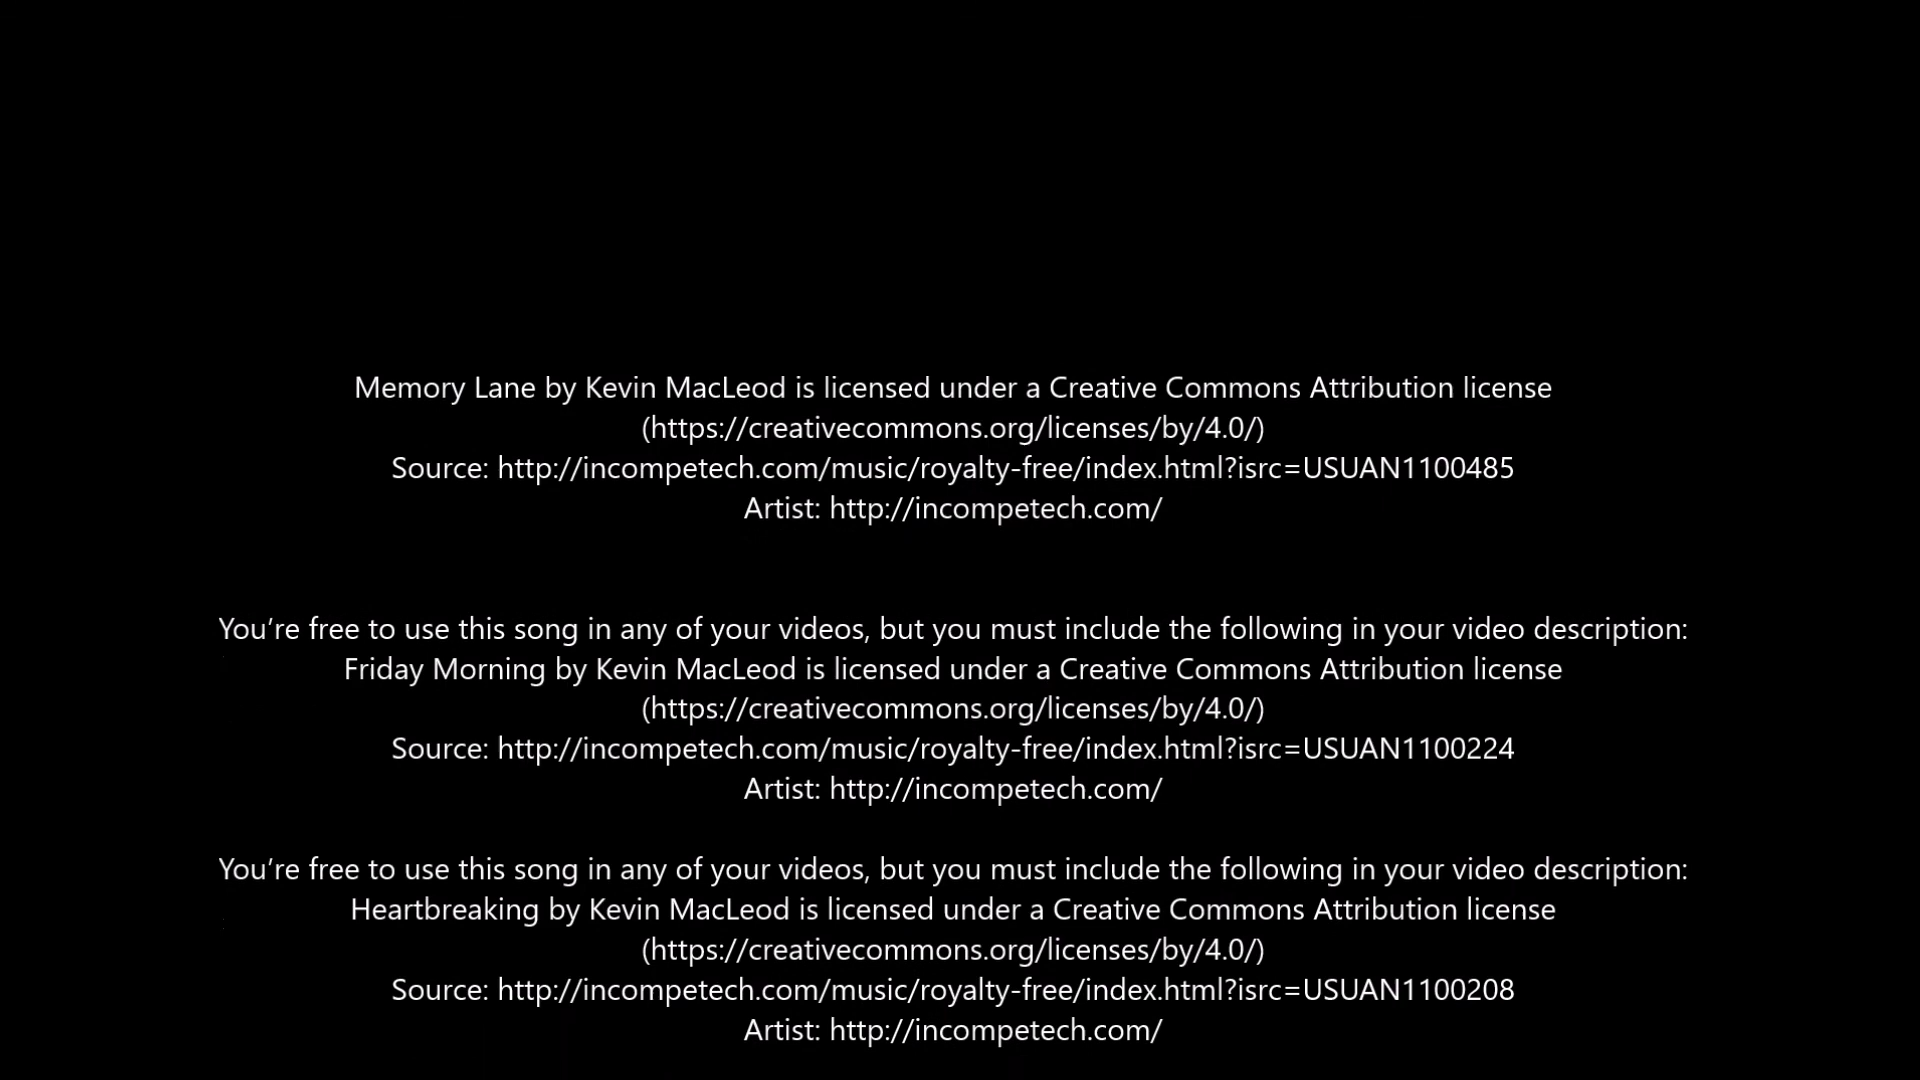 Memory Lane by Kevin MacLeod is licensed under a Creative Commons Attribution license
(https://creativecommons.org/licenses/by/4.0/)
Source: http://incompetech.com/music/royalty-free/index.html?isrc=USUAN1100485
Artist: http://incompetech.com/
You’re free to use this song in any of your videos, but you must include the following in your video description:
Friday Morning by Kevin MacLeod is licensed under a Creative Commons Attribution license
(https://creativecommons.org/licenses/by/4.0/)
Source: http://incompetech.com/music/royalty-free/index.html?isrc=USUAN1100224
Artist: http://incompetech.com/
You’re free to use this song in any of your videos, but you must include the following in your video description:
Heartbreaking by Kevin MacLeod is licensed under a Creative Commons Attribution license
(https://creativecommons.org/licenses/by/4.0/)
Source: http://incompetech.com/music/royalty-free/index.html?isrc=USUAN1100208
Artist: http://incompetech.com/